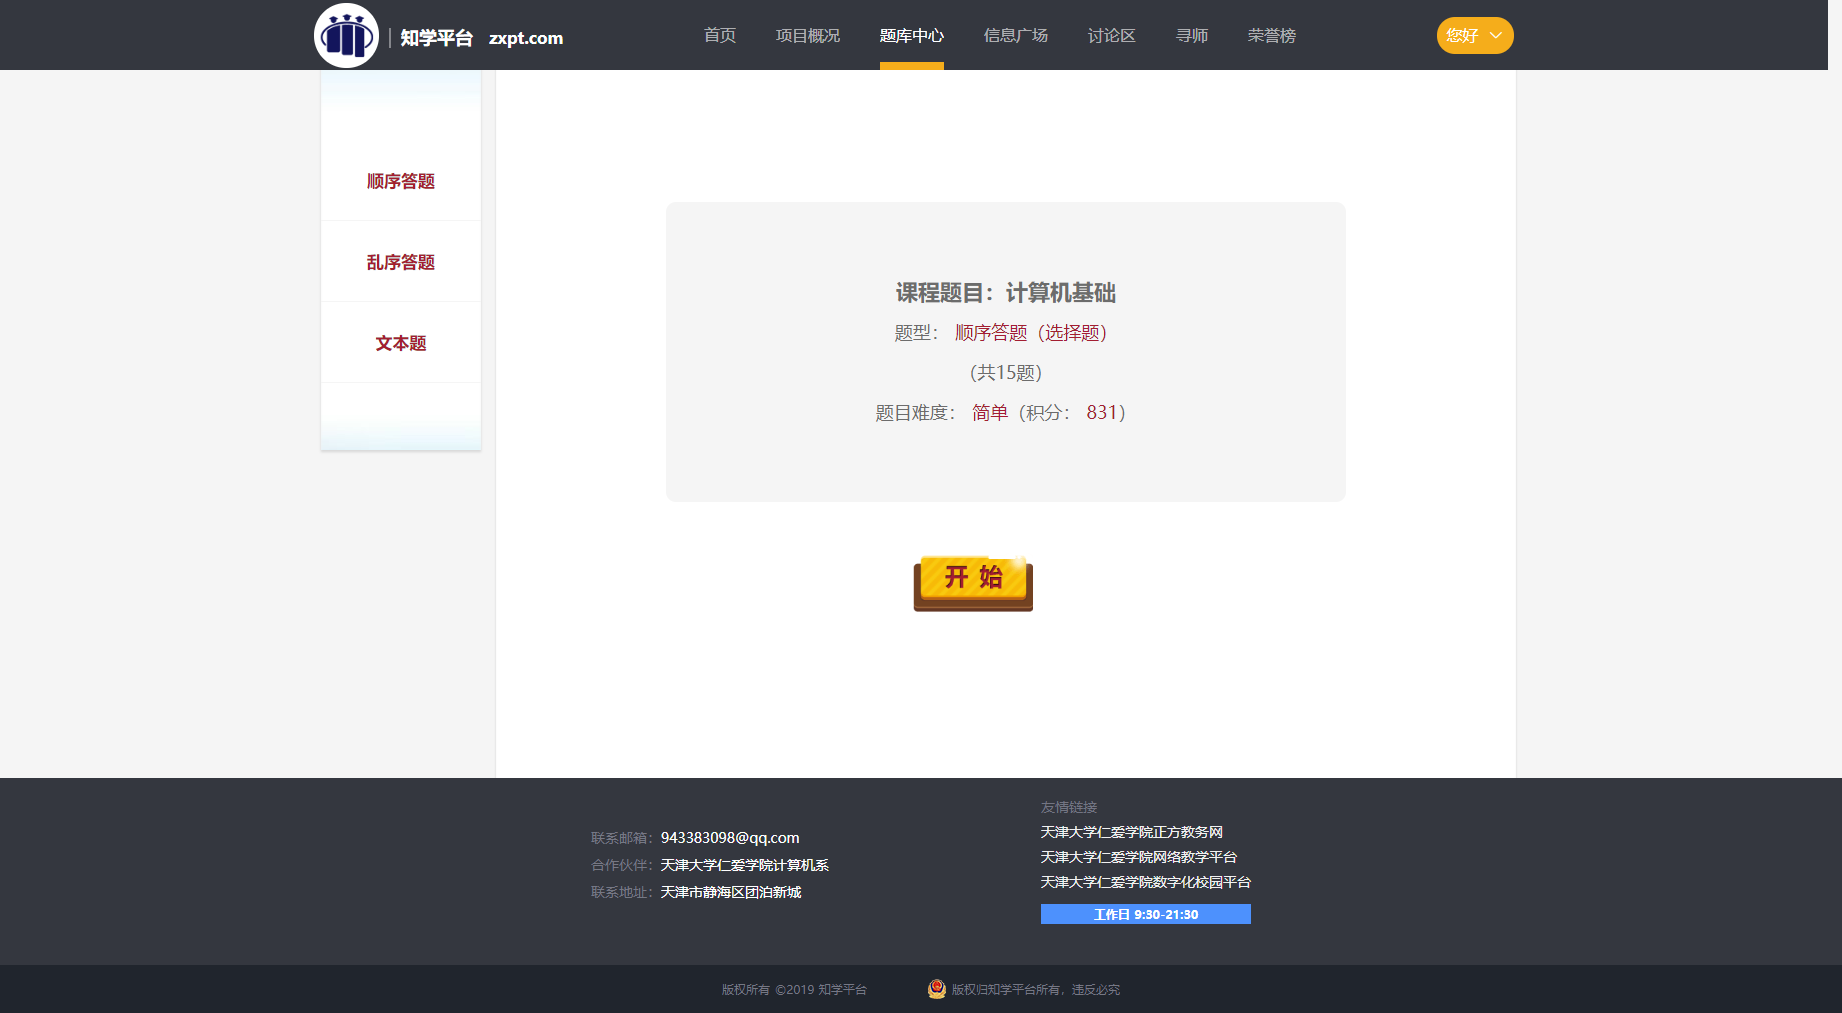 知学平台 zxpt.com
首页 项目概况 题库中心 信息广场 讨论区 寻师 荣誉榜
您好
顺序答题
乱序答题
文本题
课程题目：计算机基础
题型： 顺序答题（选择题）
（共15题）
题目难度： 简单（积分： 831）
开 始
联系邮箱：943383098@qq.com
合作伙伴：天津大学仁爱学院计算机系
联系地址：天津市静海区团泊新城
友情链接
天津大学仁爱学院正方教务网
天津大学仁爱学院网络教学平台
天津大学仁爱学院数字化校园平台
工作日 9:30-21:30
版权所有 ©2019 知学平台
版权归知学平台所有，违反必究